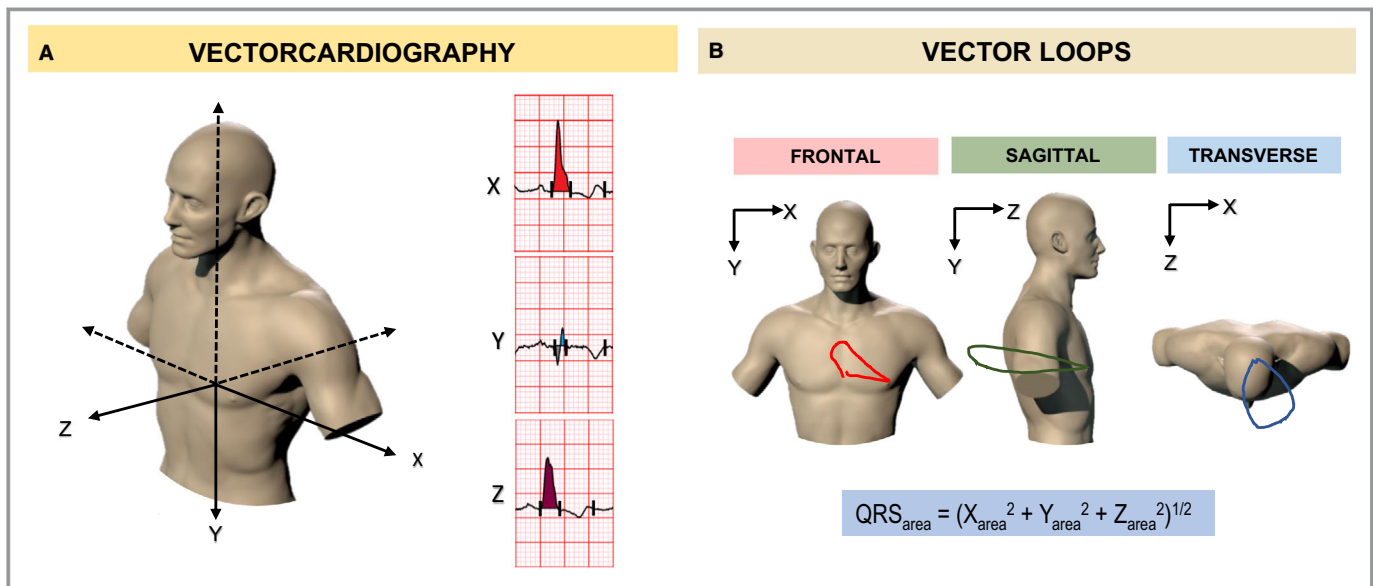 A
VECTORCARDIOGRAPHY
Z
Y
X
X
Y
Z
B
VECTOR LOOPS
FRONTAL
SAGITTAL
TRANSVERSE
X
Y
Z
Y
X
Z
QRSarea = (Xarea² + Yarea² + Zarea²)1/2